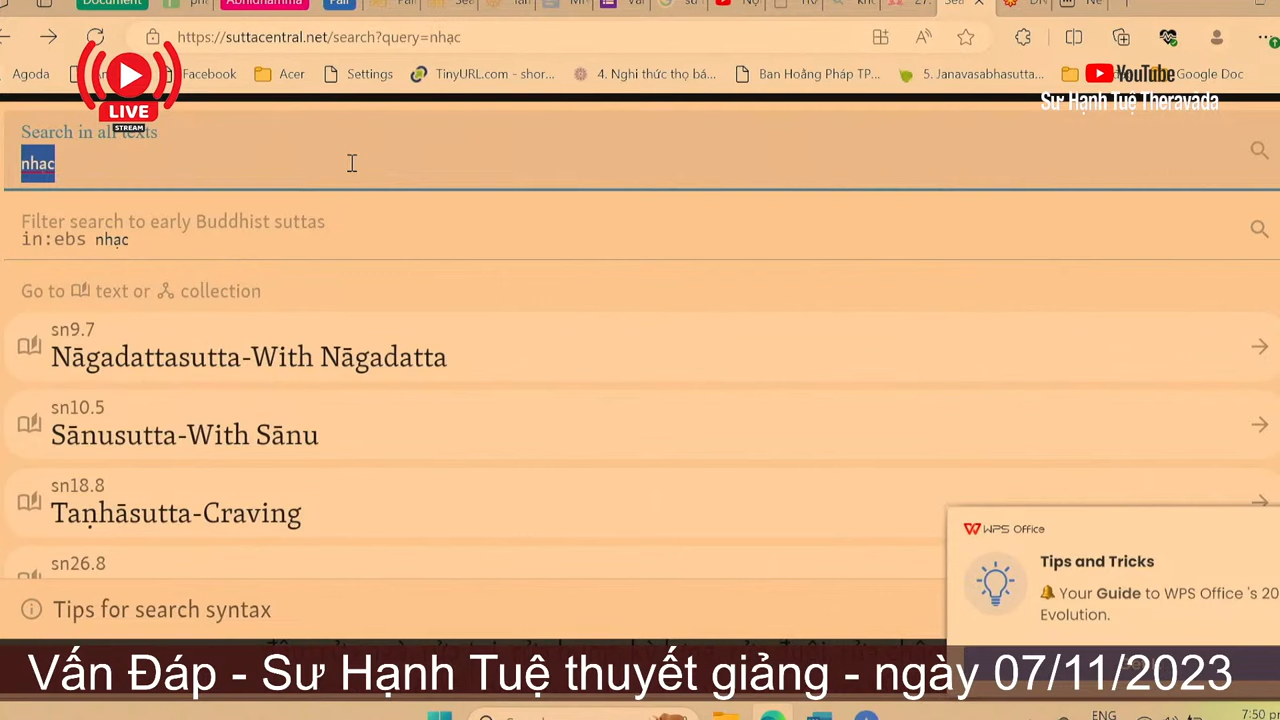 Document
Abhidhamma
Pali
https://suttacentral.net/search?query=nhạc
Agoda
Facebook
Acer
Settings
TinyURL.com - shor...
4. Nghi thức thọ bá...
Ban Hoằng Pháp TP...
5. Janavasabhasutta...
Google Doc
YouTube
Sư Hạnh Tuệ Theravada
LIVE
STREAM
Search in all texts
nhạc
Filter search to early Buddhist suttas
in:ebs nhạc
Go to text or collection
sn9.7
Nāgadattasutta-With Nāgadatta
sn10.5
Sānusutta-With Sānu
sn18.8
Taṇhāsutta-Craving
sn26.8
Tips for search syntax
WPS Office
Tips and Tricks
Your Guide to WPS Office 's 20
Evolution.
Vấn Đáp - Sư Hạnh Tuệ thuyết giảng - ngày 07/11/2023
ENG
7:50 pm